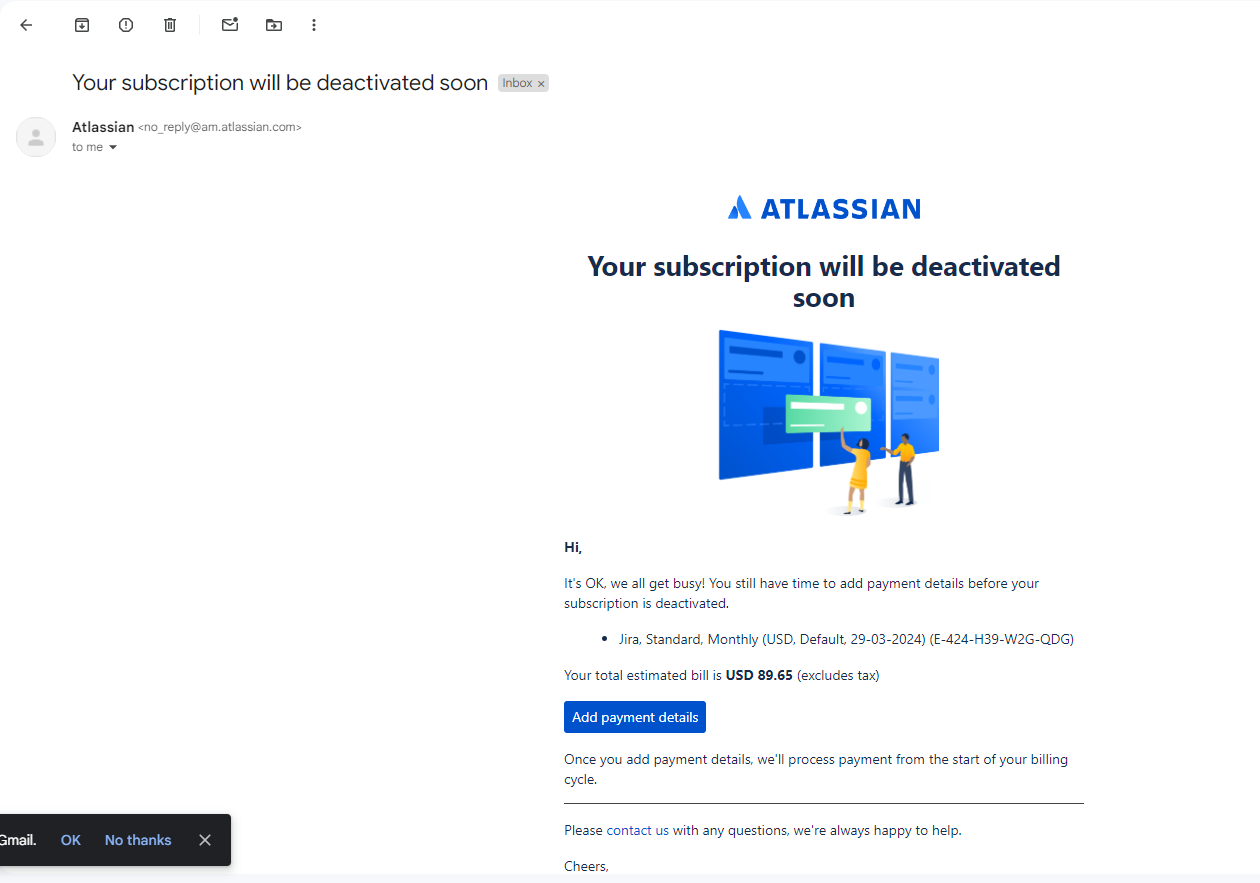 Your subscription will be deactivated soon Inbox ×
Atlassian <no_reply@am.atlassian.com>
to me
ATLASSIAN
Your subscription will be deactivated
soon
Hi,
It's OK, we all get busy! You still have time to add payment details before your
subscription is deactivated.
• Jira, Standard, Monthly (USD, Default, 29-03-2024) (E-424-H39-W2G-QDG)
Your total estimated bill is USD 89.65 (excludes tax)
Add payment details
Once you add payment details, we'll process payment from the start of your billing
cycle.
Please contact us with any questions, we're always happy to help.
Gmail. OK No thanks
Cheers,